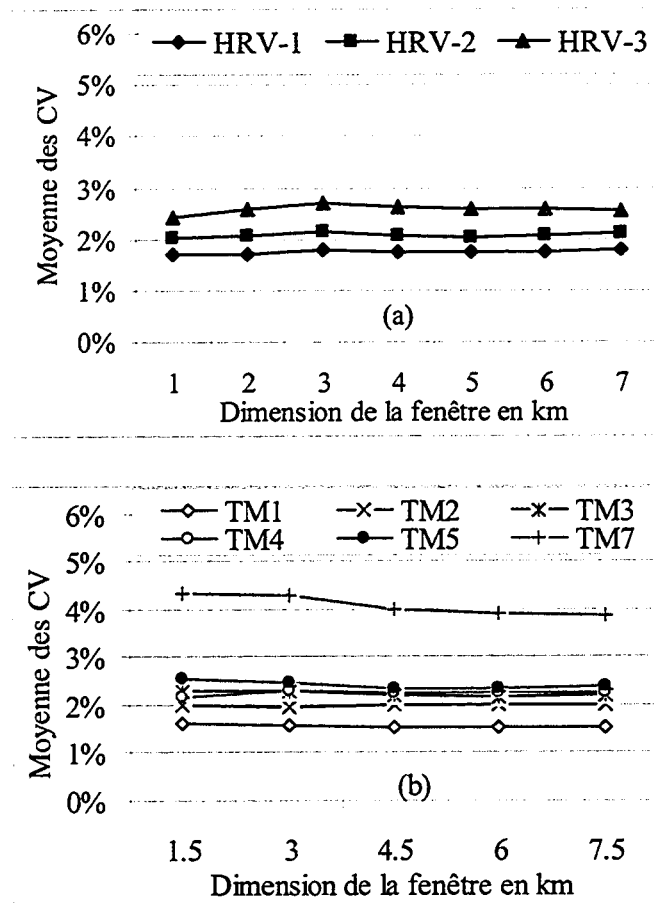 HRV-1 HRV-2 HRV-3
6%
5%
4%
3%
2%
1%
0%
Moyenne des CV
(a)
1 2 3 4 5 6 7
Dimension de la fenêtre en km
TM1 TM2 TM3
TM4 TM5 TM7
6%
5%
4%
3%
2%
1%
0%
Moyenne des CV
(b)
1.5 3 4.5 6 7.5
Dimension de la fenêtre en km